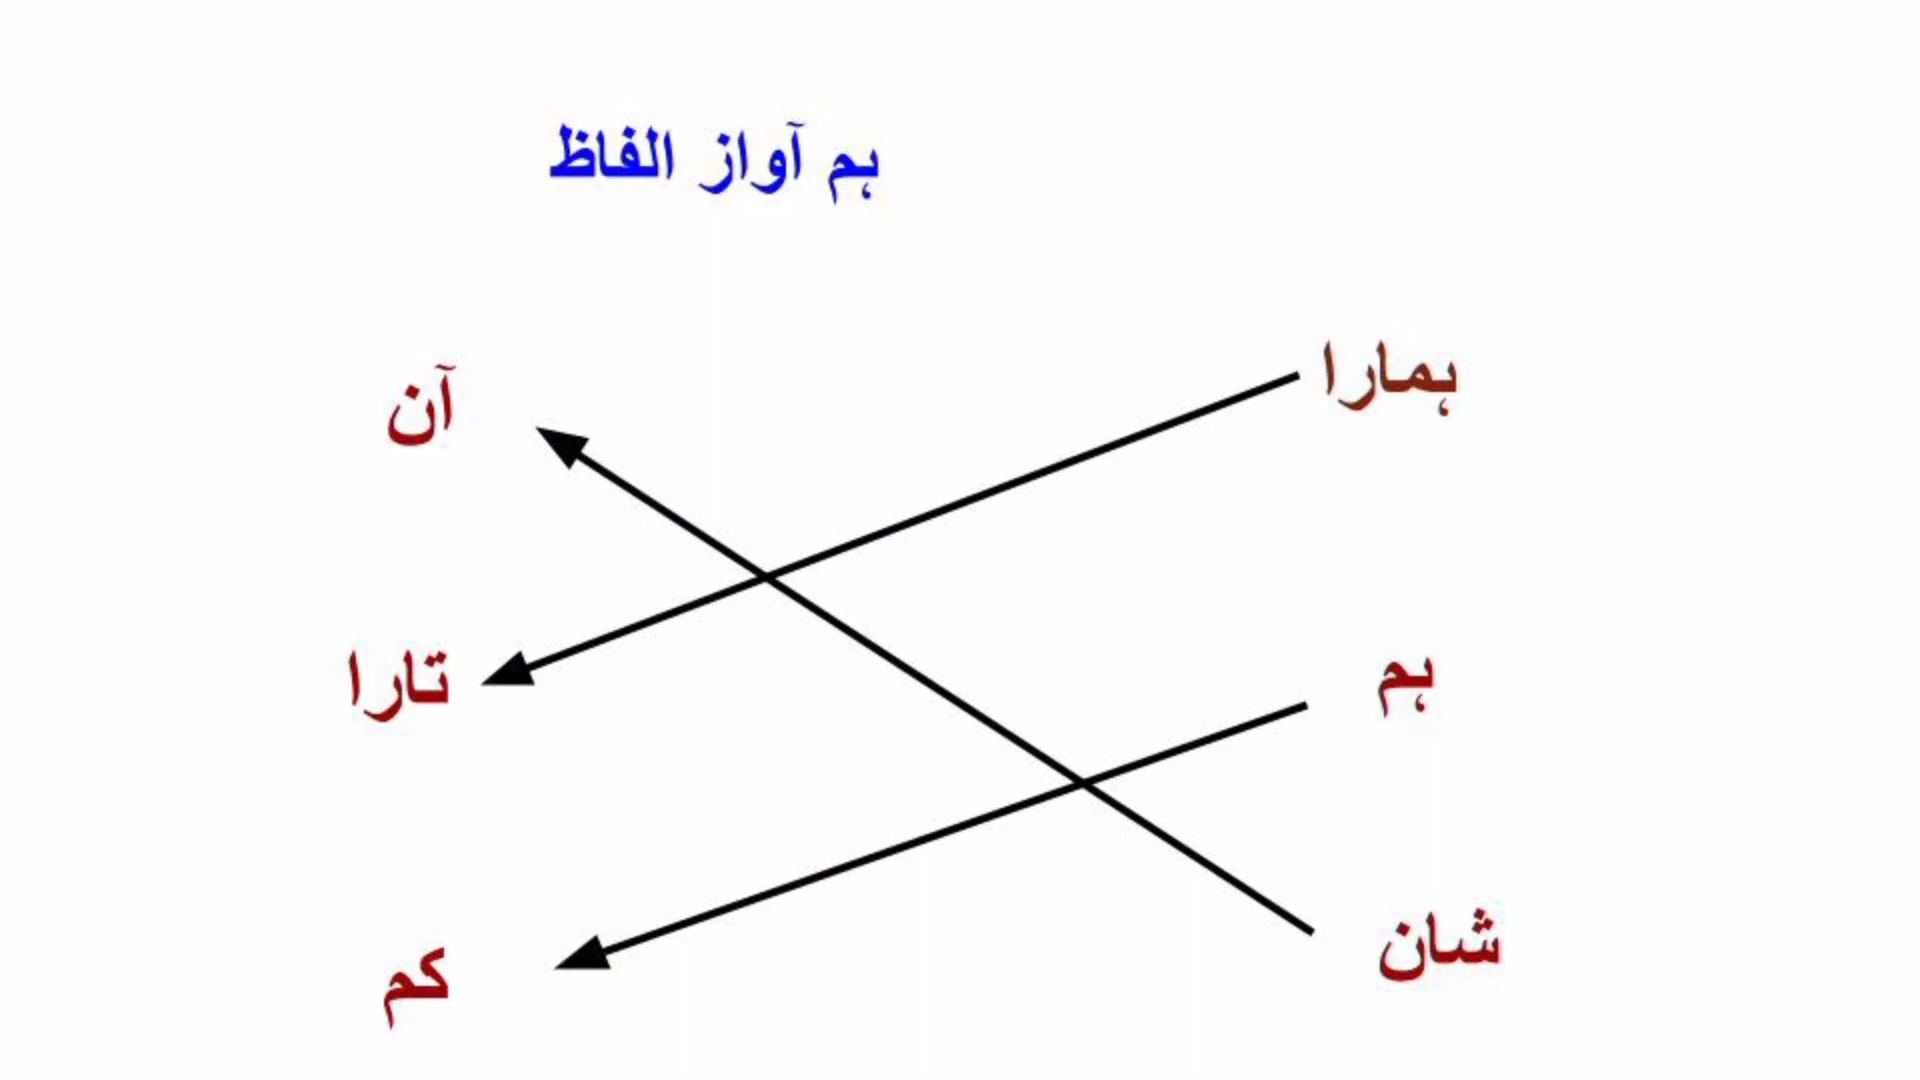 ہم آواز الفاظ
ہمارا
آن
ہم
تارا
شان
کم